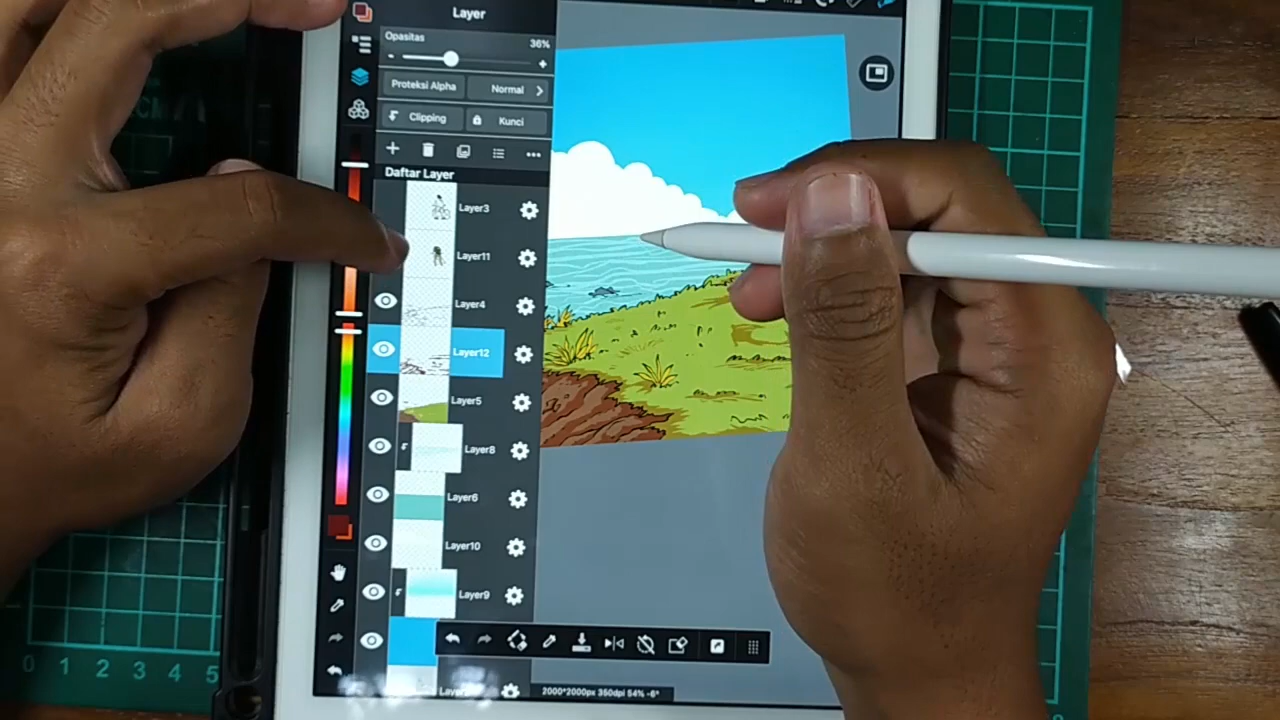 Layer
Opasitas
36%
Proteksi Alpha
Normal
Clipping
Kunci
Daftar Layer
Layer3
Layer11
Layer4
Layer12
Layer5
Layer8
Layer6
Layer10
Layer9
2000*2000px 350dpi 54% -6°
0 1 2 3 4 5